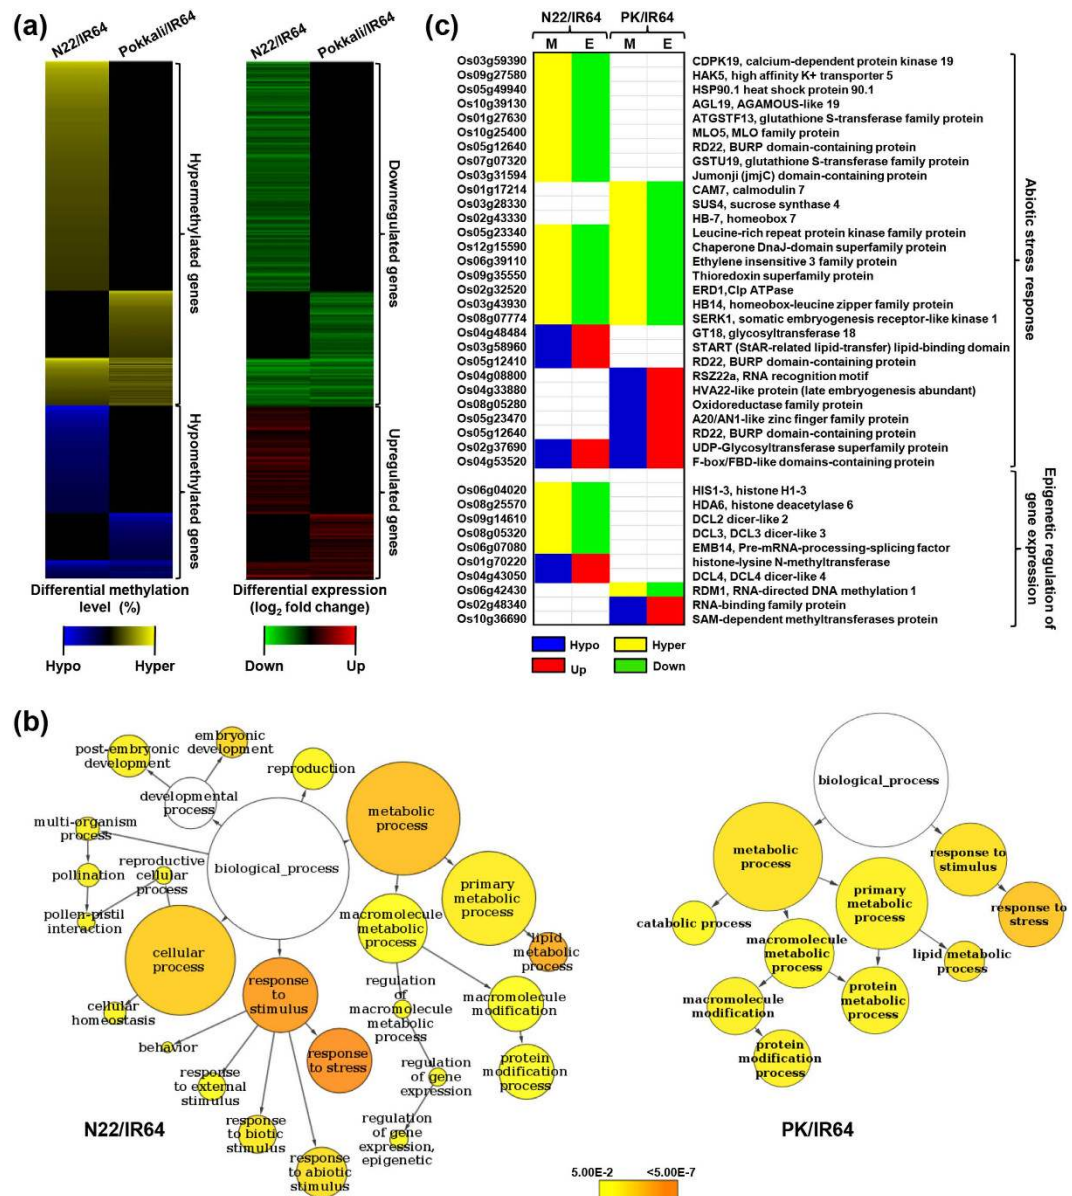 (a)
N22/IR64
Pokkali/IR64
N22/IR64
Pokkali/IR64
Hypermethylated genes
Hypomethylated genes
Downregulated genes
Upregulated genes
Differential methylation
level (%)
Hypo
Hyper
Differential expression
(log2 fold change)
Down
Up
(c)
N22/IR64 PK/IR64
M E M E
Os03g59390 CDPK19, calcium-dependent protein kinase 19
Os09g27580 HAK5, high affinity K+ transporter 5
Os05g49940 HSP90.1 heat shock protein 90.1
Os10g39130 AGL19, AGAMOUS-like 19
Os01g27630 ATGSTF13, glutathione S-transferase family protein
Os10g25400 MLO5, MLO family protein
Os05g12640 RD22, BURP domain-containing protein
Os07g07320 GSTU19, glutathione S-transferase family protein
Os03g31594 Jumonji (jmjC) domain-containing protein
Os01g17214 CAM7, calmodulin 7
Os03g28330 SUS4, sucrose synthase 4
Os02g43330 HB-7, homeobox 7
Os05g23340 Leucine-rich repeat protein kinase family protein
Os12g15590 Chaperone DnaJ-domain superfamily protein
Os06g39110 Ethylene insensitive 3 family protein
Os09g35550 Thioredoxin superfamily protein
Os02g32520 ERD1,Clp ATPase
Os03g43930 HB14, homeobox-leucine zipper family protein
Os08g07774 SERK1, somatic embryogenesis receptor-like kinase 1
Os04g48484 GT18, glycosyltransferase 18
Os03g58960 START (StAR-related lipid-transfer) lipid-binding domain
Os05g12410 RD22, BURP domain-containing protein
Os04g08800 RSZ22a, RNA recognition motif
Os04g33880 HVA22-like protein (late embryogenesis abundant)
Os08g05280 Oxidoreductase family protein
Os05g23470 A20/AN1-like zinc finger family protein
Os05g12640 RD22, BURP domain-containing protein
Os02g37690 UDP-Glycosyltransferase superfamily protein
Os04g53520 F-box/FBD-like domains-containing protein
Abiotic stress response
Os06g04020 HIS1-3, histone H1-3
Os08g25570 HDA6, histone deacetylase 6
Os09g14610 DCL2 dicer-like 2
Os08g05320 DCL3, DCL3 dicer-like 3
Os06g07080 EMB14, Pre-mRNA-processing-splicing factor
Os01g70220 histone-lysine N-methyltransferase
Os04g43050 DCL4, DCL4 dicer-like 4
Os06g42430 RDM1, RNA-directed DNA methylation 1
Os02g48340 RNA-binding family protein
Os10g36690 SAM-dependent methyltransferases protein
Epigenetic regulation of
gene expression
Hypo Hyper
Up Down
(b)
post-embryonic
development
embryonic
development
developmental
process
reproduction
multi-organism
process
pollination
reproductive
cellular
process
pollen-pistil
interaction
biological_process
metabolic
process
macromolecule
metabolic
process
primary
metabolic
process
lipid
metabolic
process
cellular
process
cellular
homeostasis
response
to
stimulus
behavior
response
to external
stimulus
response
to biotic
stimulus
response
to abiotic
stimulus
response
to stress
regulation
of
macromolecule
metabolic
process
regulation
of gene
expression
regulation
of gene
expression,
epigenetic
macromolecule
modification
protein
modification
process
N22/IR64
biological_process
metabolic
process
response to
stimulus
response to
stress
catabolic process
primary
metabolic
process
macromolecule
metabolic
process
lipid metabolic
process
protein
metabolic
process
macromolecule
modification
protein
modification
process
PK/IR64
5.00E-2 <5.00E-7